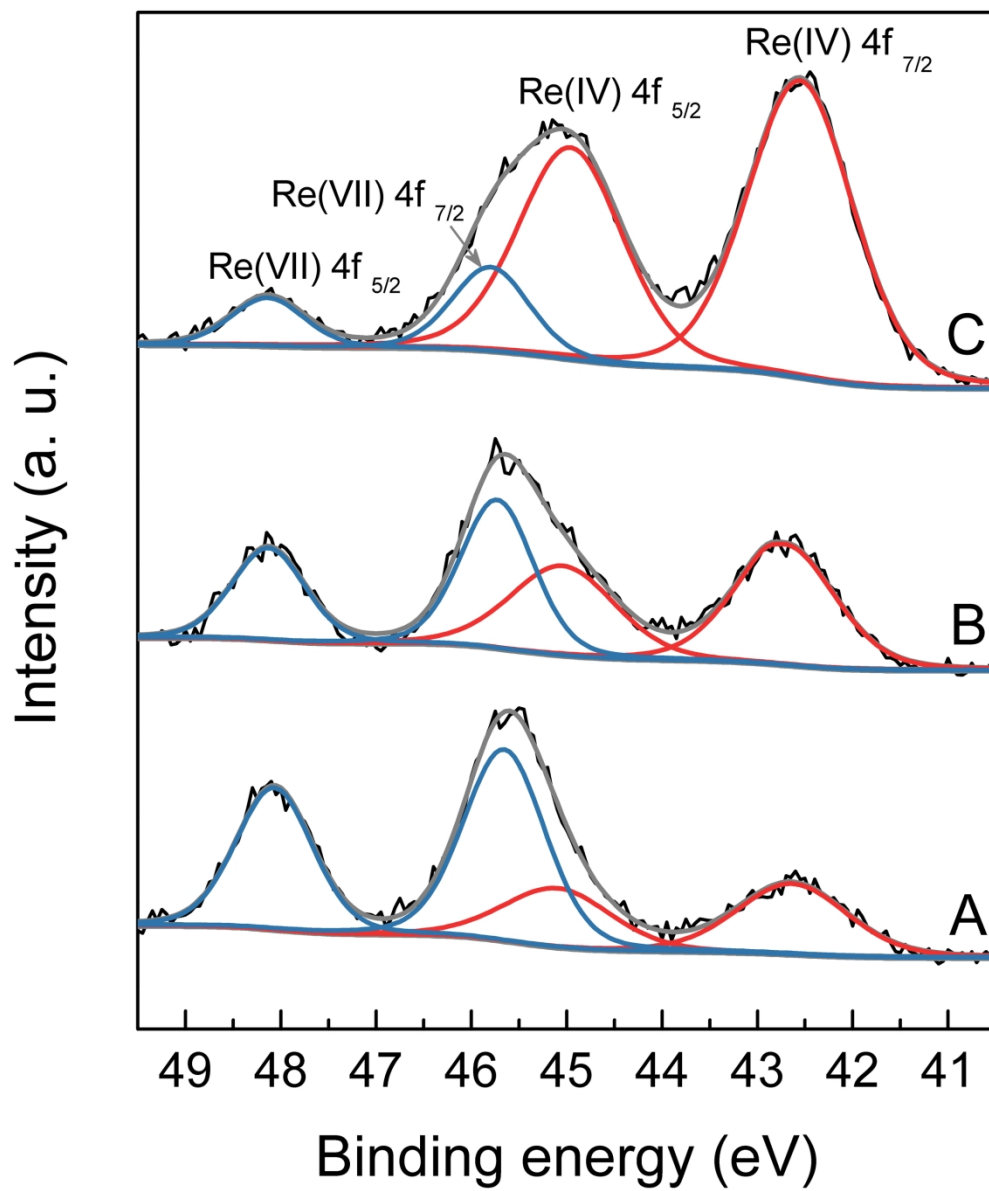 Re(IV) 4f 7/2
Re(IV) 4f 5/2
Re(VII) 4f 7/2
Re(VII) 4f 5/2
C
B
A
Intensity (a. u.)
49 48 47 46 45 44 43 42 41
Binding energy (eV)